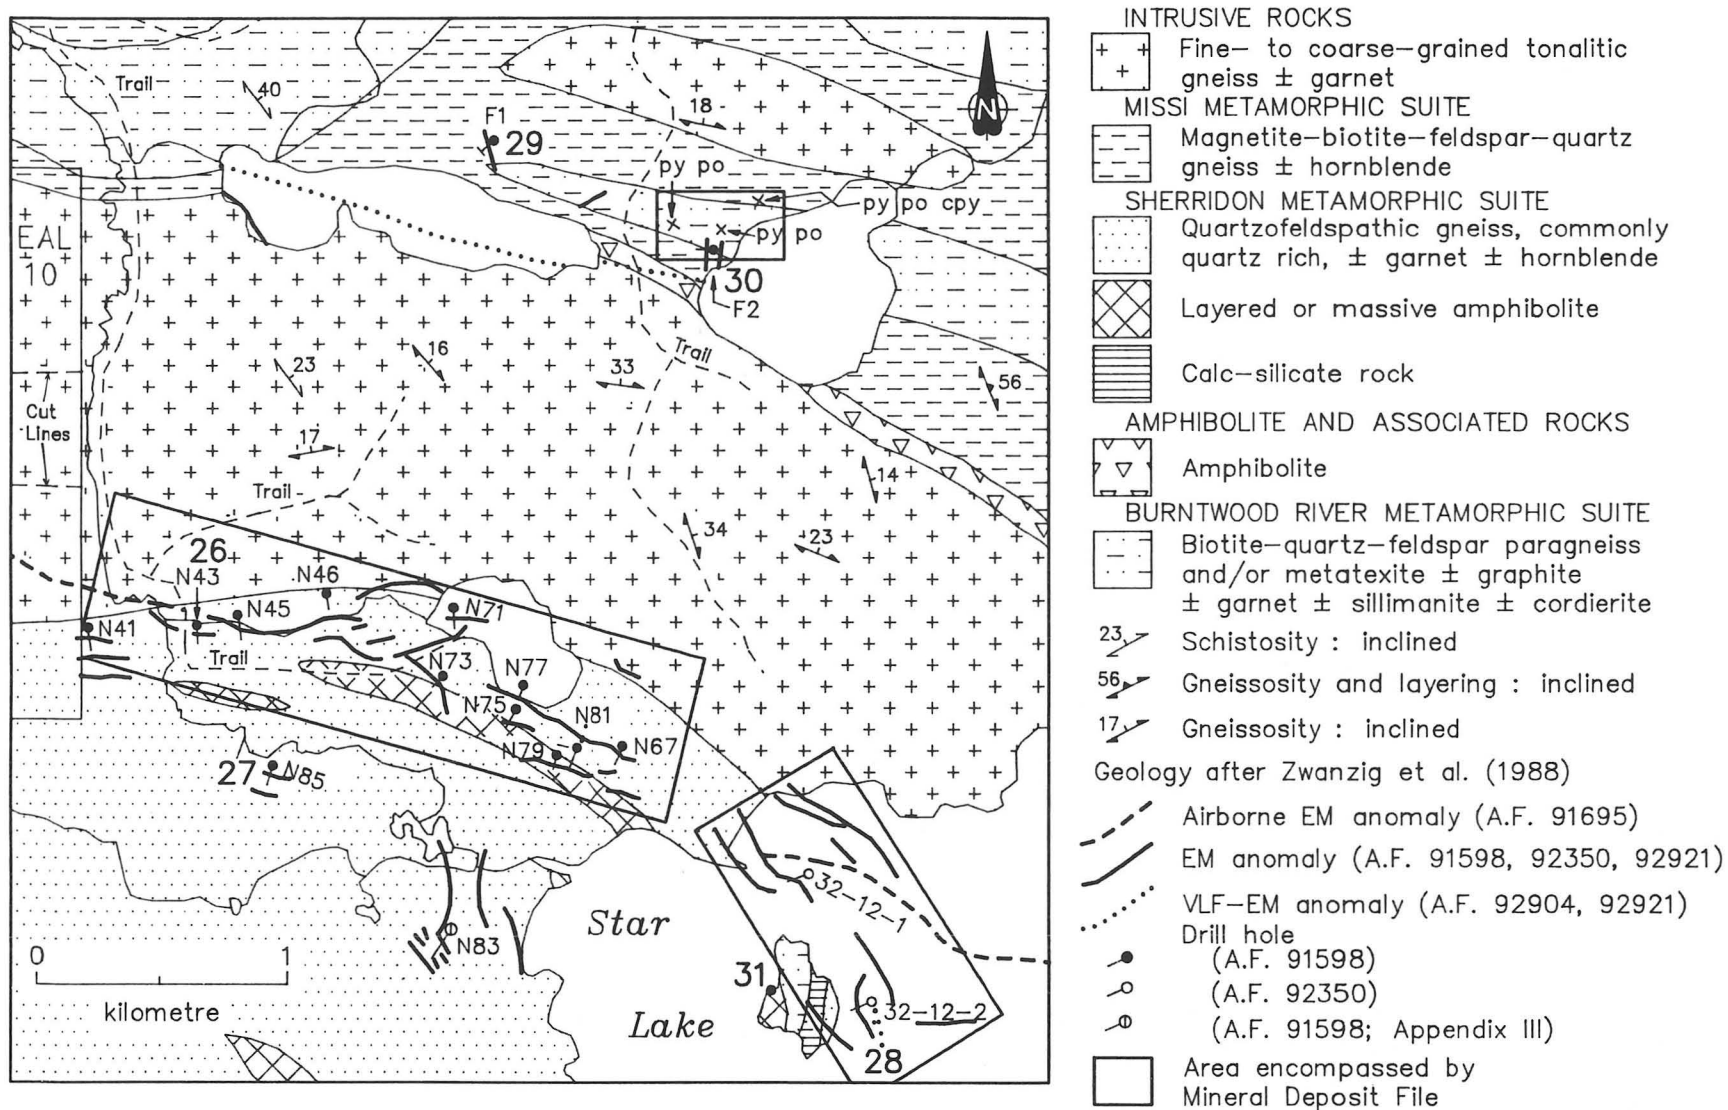 Trail
40
F1
29
18
N
py po
py po cpy
py po
30
F2
EAL
10
Trail
23
16
33
56
Cut
Lines
17
14
Trail
34
23
26
N43
N46
N45
N71
N41
Trail
N73
N77
N75
N81
N79
N67
27
N85
32-12-1
Star
N83
0 1
31
kilometre
Lake
32-12-2
28
INTRUSIVE ROCKS
Fine- to coarse-grained tonalitic
gneiss ± garnet
MISSI METAMORPHIC SUITE
Magnetite-biotite-feldspar-quartz
gneiss ± hornblende
SHERRIDON METAMORPHIC SUITE
Quartzofeldspathic gneiss, commonly
quartz rich, ± garnet ± hornblende
Layered or massive amphibolite
Calc-silicate rock
AMPHIBOLITE AND ASSOCIATED ROCKS
Amphibolite
BURNTWOOD RIVER METAMORPHIC SUITE
Biotite-quartz-feldspar paragneiss
and/or metatexite ± graphite
± garnet ± sillimanite ± cordierite
23 Schistosity : inclined
56 Gneissosity and layering : inclined
17 Gneissosity : inclined
Geology after Zwanzig et al. (1988)
Airborne EM anomaly (A.F. 91695)
EM anomaly (A.F. 91598, 92350, 92921)
VLF-EM anomaly (A.F. 92904, 92921)
Drill hole
(A.F. 91598)
(A.F. 92350)
(A.F. 91598; Appendix III)
Area encompassed by
Mineral Deposit File